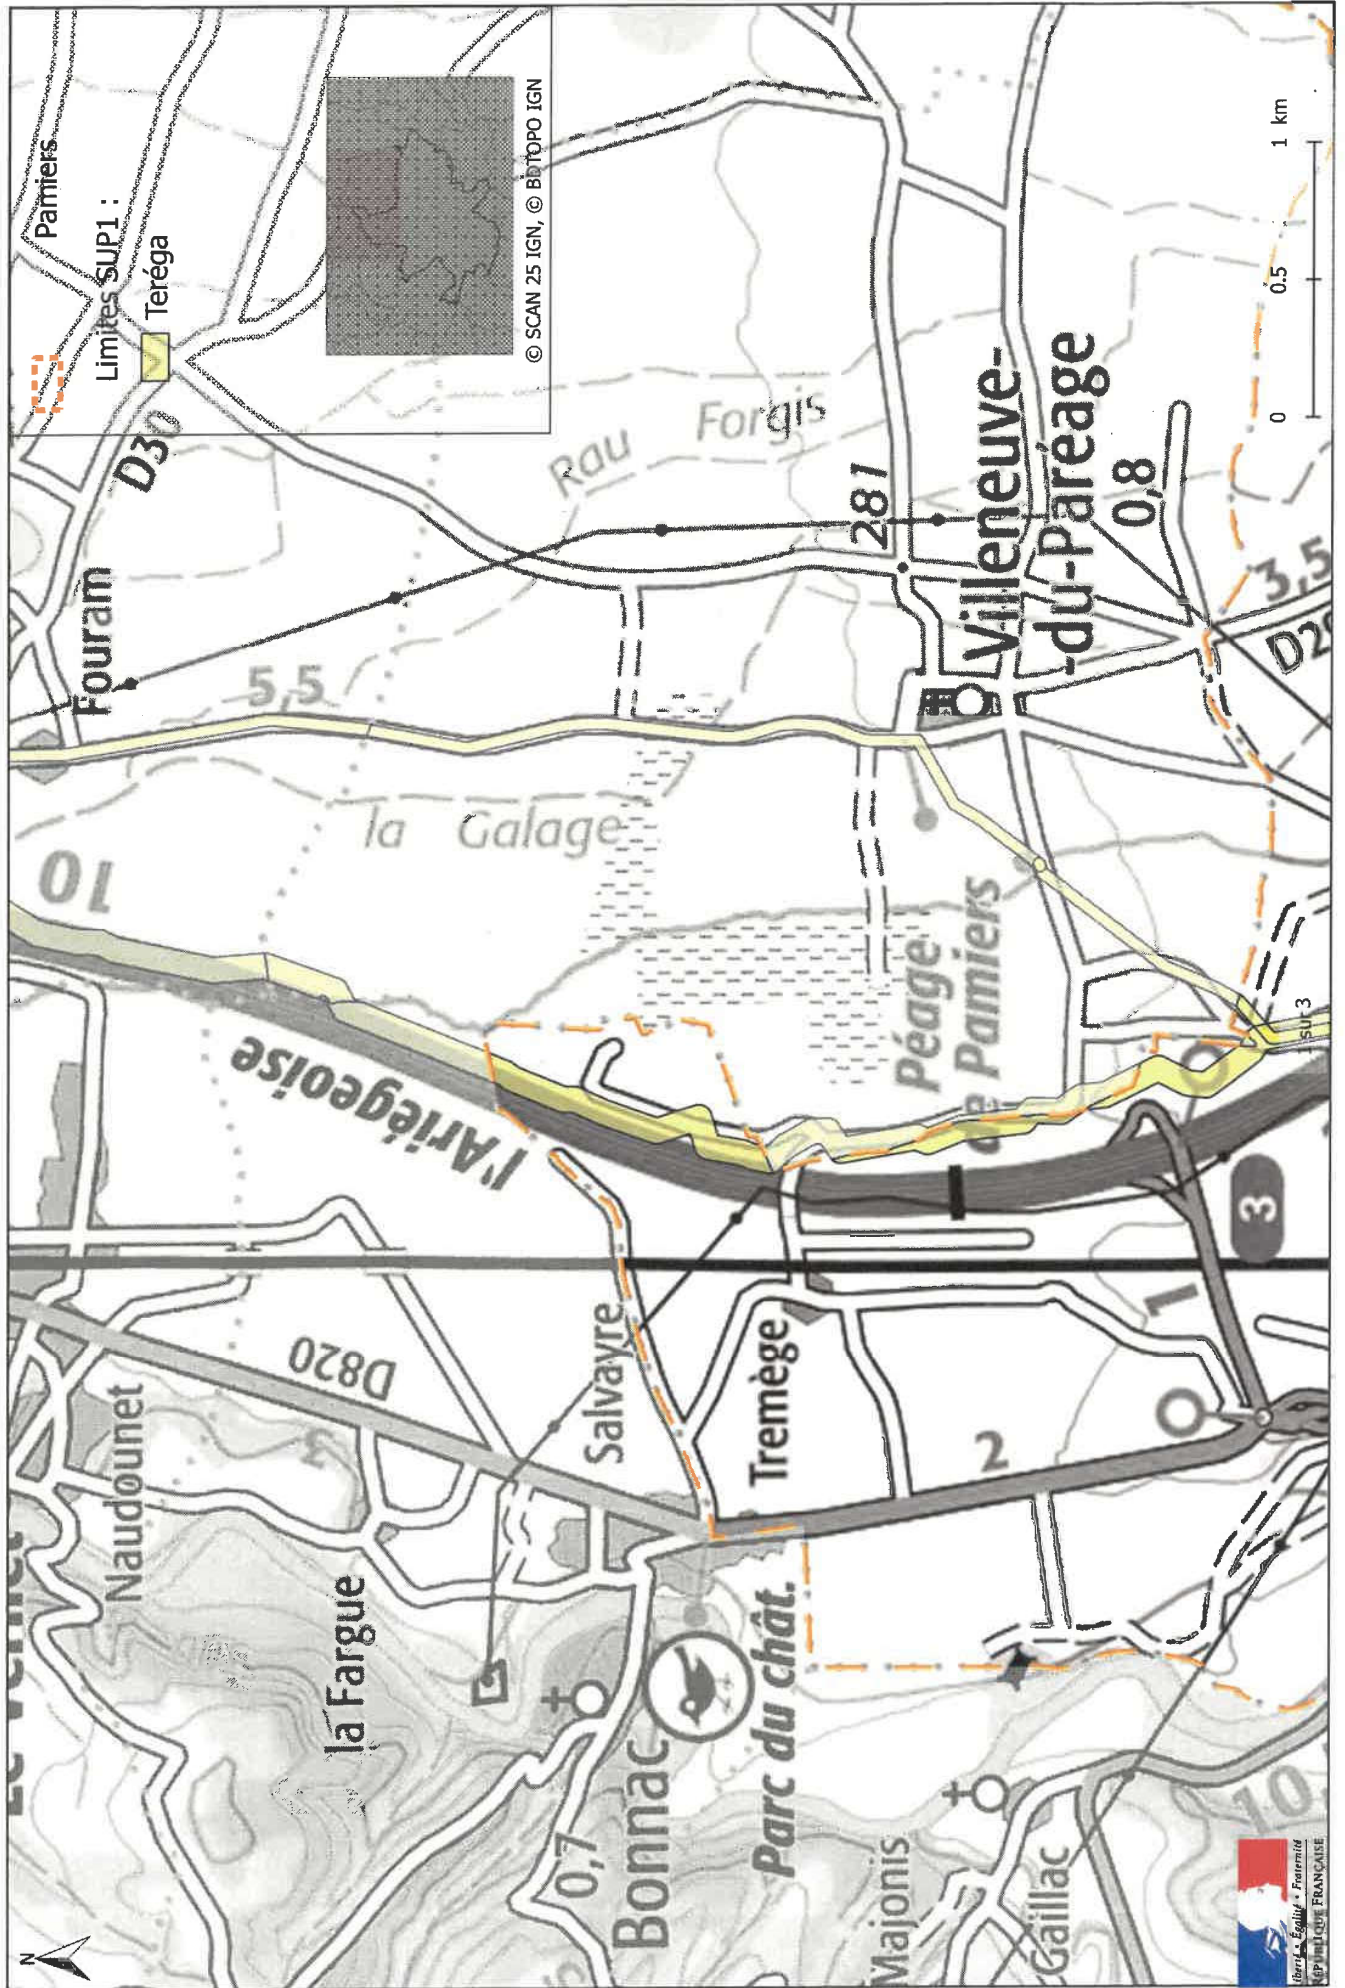 N
Pamiers
Limites SUP1 :
Teréga
© SCAN 25 IGN, © BDTOPO IGN
Naudounet
la Fargue
0,7
Bonnac
Parc du chât.
Majonis
Gaillac
10
D820
3
Salvayre
Tremège
2
1
3
l'Ariégeoise
10
Péage
de Pamiers
la Galage
Fouram
5,5
D30
Rau Forgis
281
Villeneuve-
-du-Paréage
0,8
3,5
D29
0 0.5 1 km
sur 3
Liberté • Égalité • Fraternité
RÉPUBLIQUE FRANÇAISE